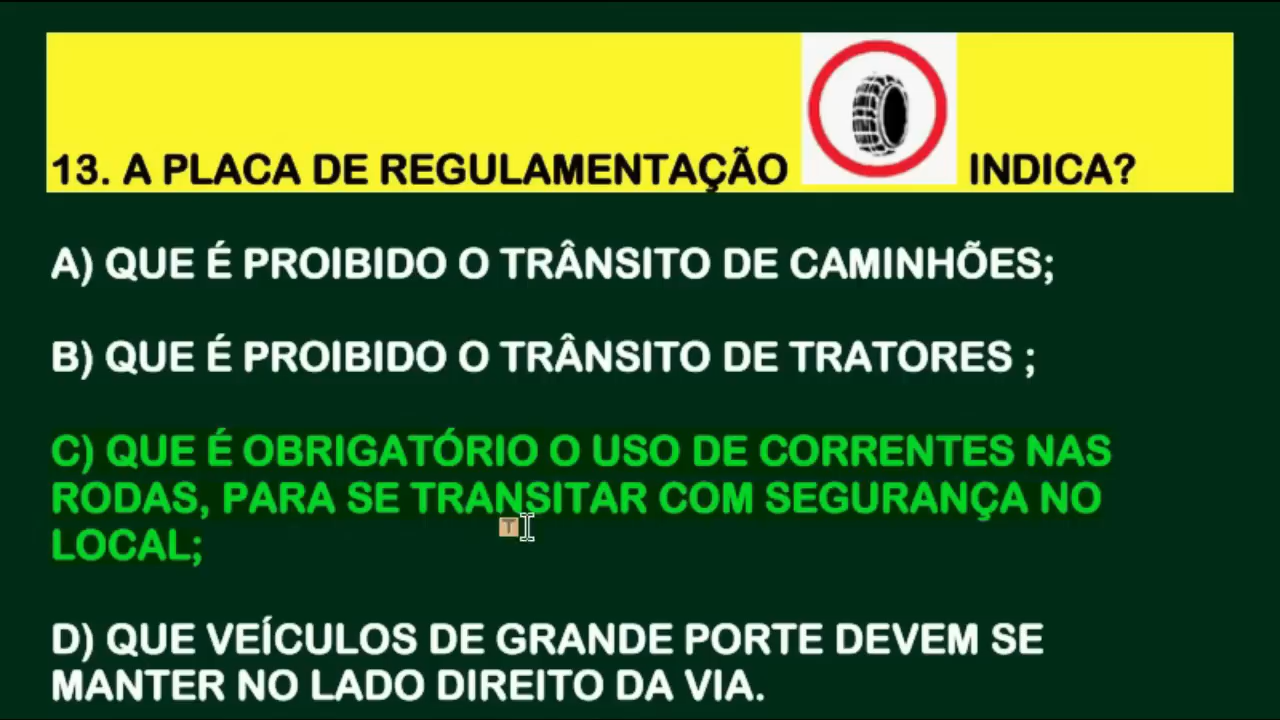 13. A PLACA DE REGULAMENTAÇÃO INDICA?
A) QUE É PROIBIDO O TRÂNSITO DE CAMINHÕES;
B) QUE É PROIBIDO O TRÂNSITO DE TRATORES ;
C) QUE É OBRIGATÓRIO O USO DE CORRENTES NAS
RODAS, PARA SE TRANSITAR COM SEGURANÇA NO
LOCAL;
T
D) QUE VEÍCULOS DE GRANDE PORTE DEVEM SE
MANTER NO LADO DIREITO DA VIA.